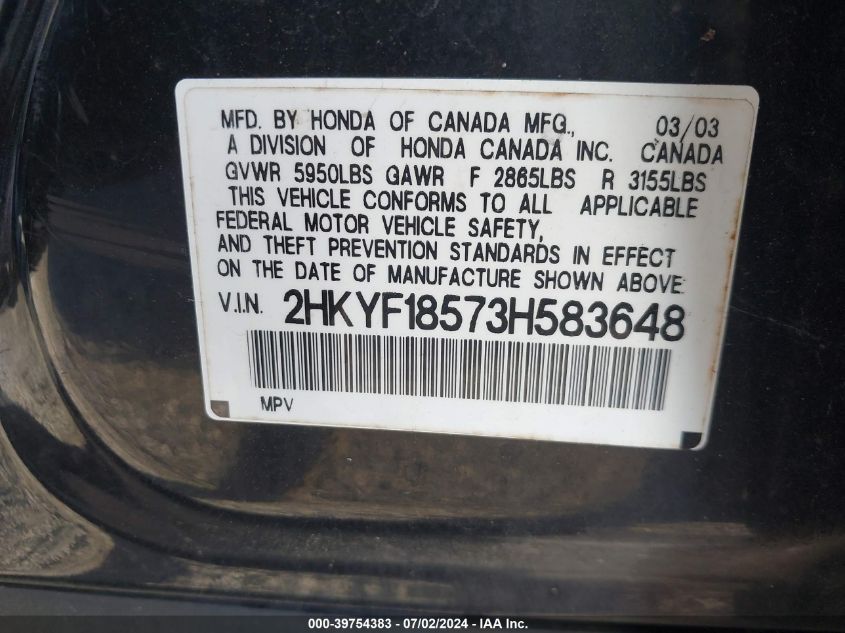 MFD. BY HONDA OF CANADA MFG., 03/03
A DIVISION OF HONDA CANADA INC. CANADA
GVWR 5950LBS GAWR F 2865LBS R 3155LBS
THIS VEHICLE CONFORMS TO ALL APPLICABLE
FEDERAL MOTOR VEHICLE SAFETY,
AND THEFT PREVENTION STANDARDS IN EFFECT
ON THE DATE OF MANUFACTURE SHOWN ABOVE.
V.I.N. 2HKYF18573H583648
MPV
000-39754383 - 07/02/2024 - IAA Inc.